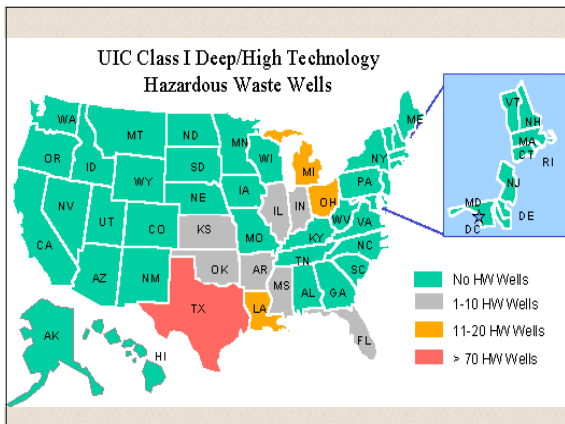 UIC Class I Deep/High Technology
Hazardous Waste Wells
WA
MT
ND
MN
ME
OR
ID
WY
SD
WI
MI
NY
NV
UT
CO
NE
IA
IL
IN
OH
PA
CA
AZ
NM
KS
MO
KY
WV
VA
OK
AR
TN
NC
TX
LA
MS
AL
GA
SC
FL
AK
HI
VT
NH
MA
CT
RI
NJ
MD
DE
DC
No HW Wells
1-10 HW Wells
11-20 HW Wells
> 70 HW Wells